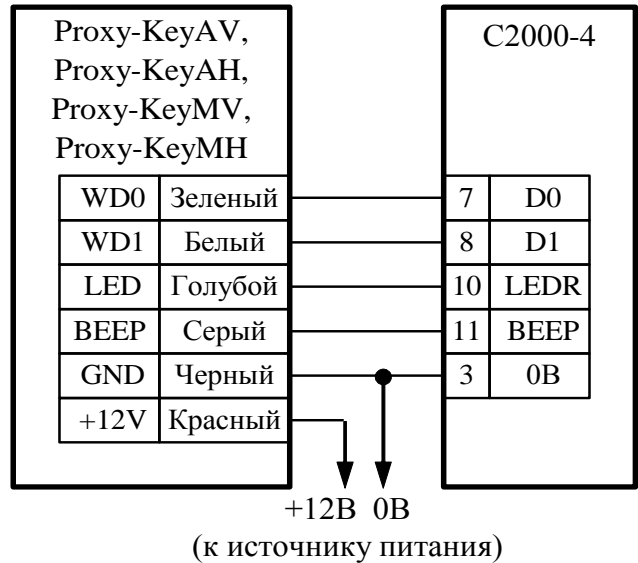 Proxy-KeyAV,
Proxy-KeyAH,
Proxy-KeyMV,
Proxy-KeyMH
C2000-4
WD0 Зеленый 7 D0
WD1 Белый 8 D1
LED Голубой 10 LEDR
BEEP Серый 11 BEEP
GND Черный 3 0В
+12V Красный
+12В 0В
(к источнику питания)